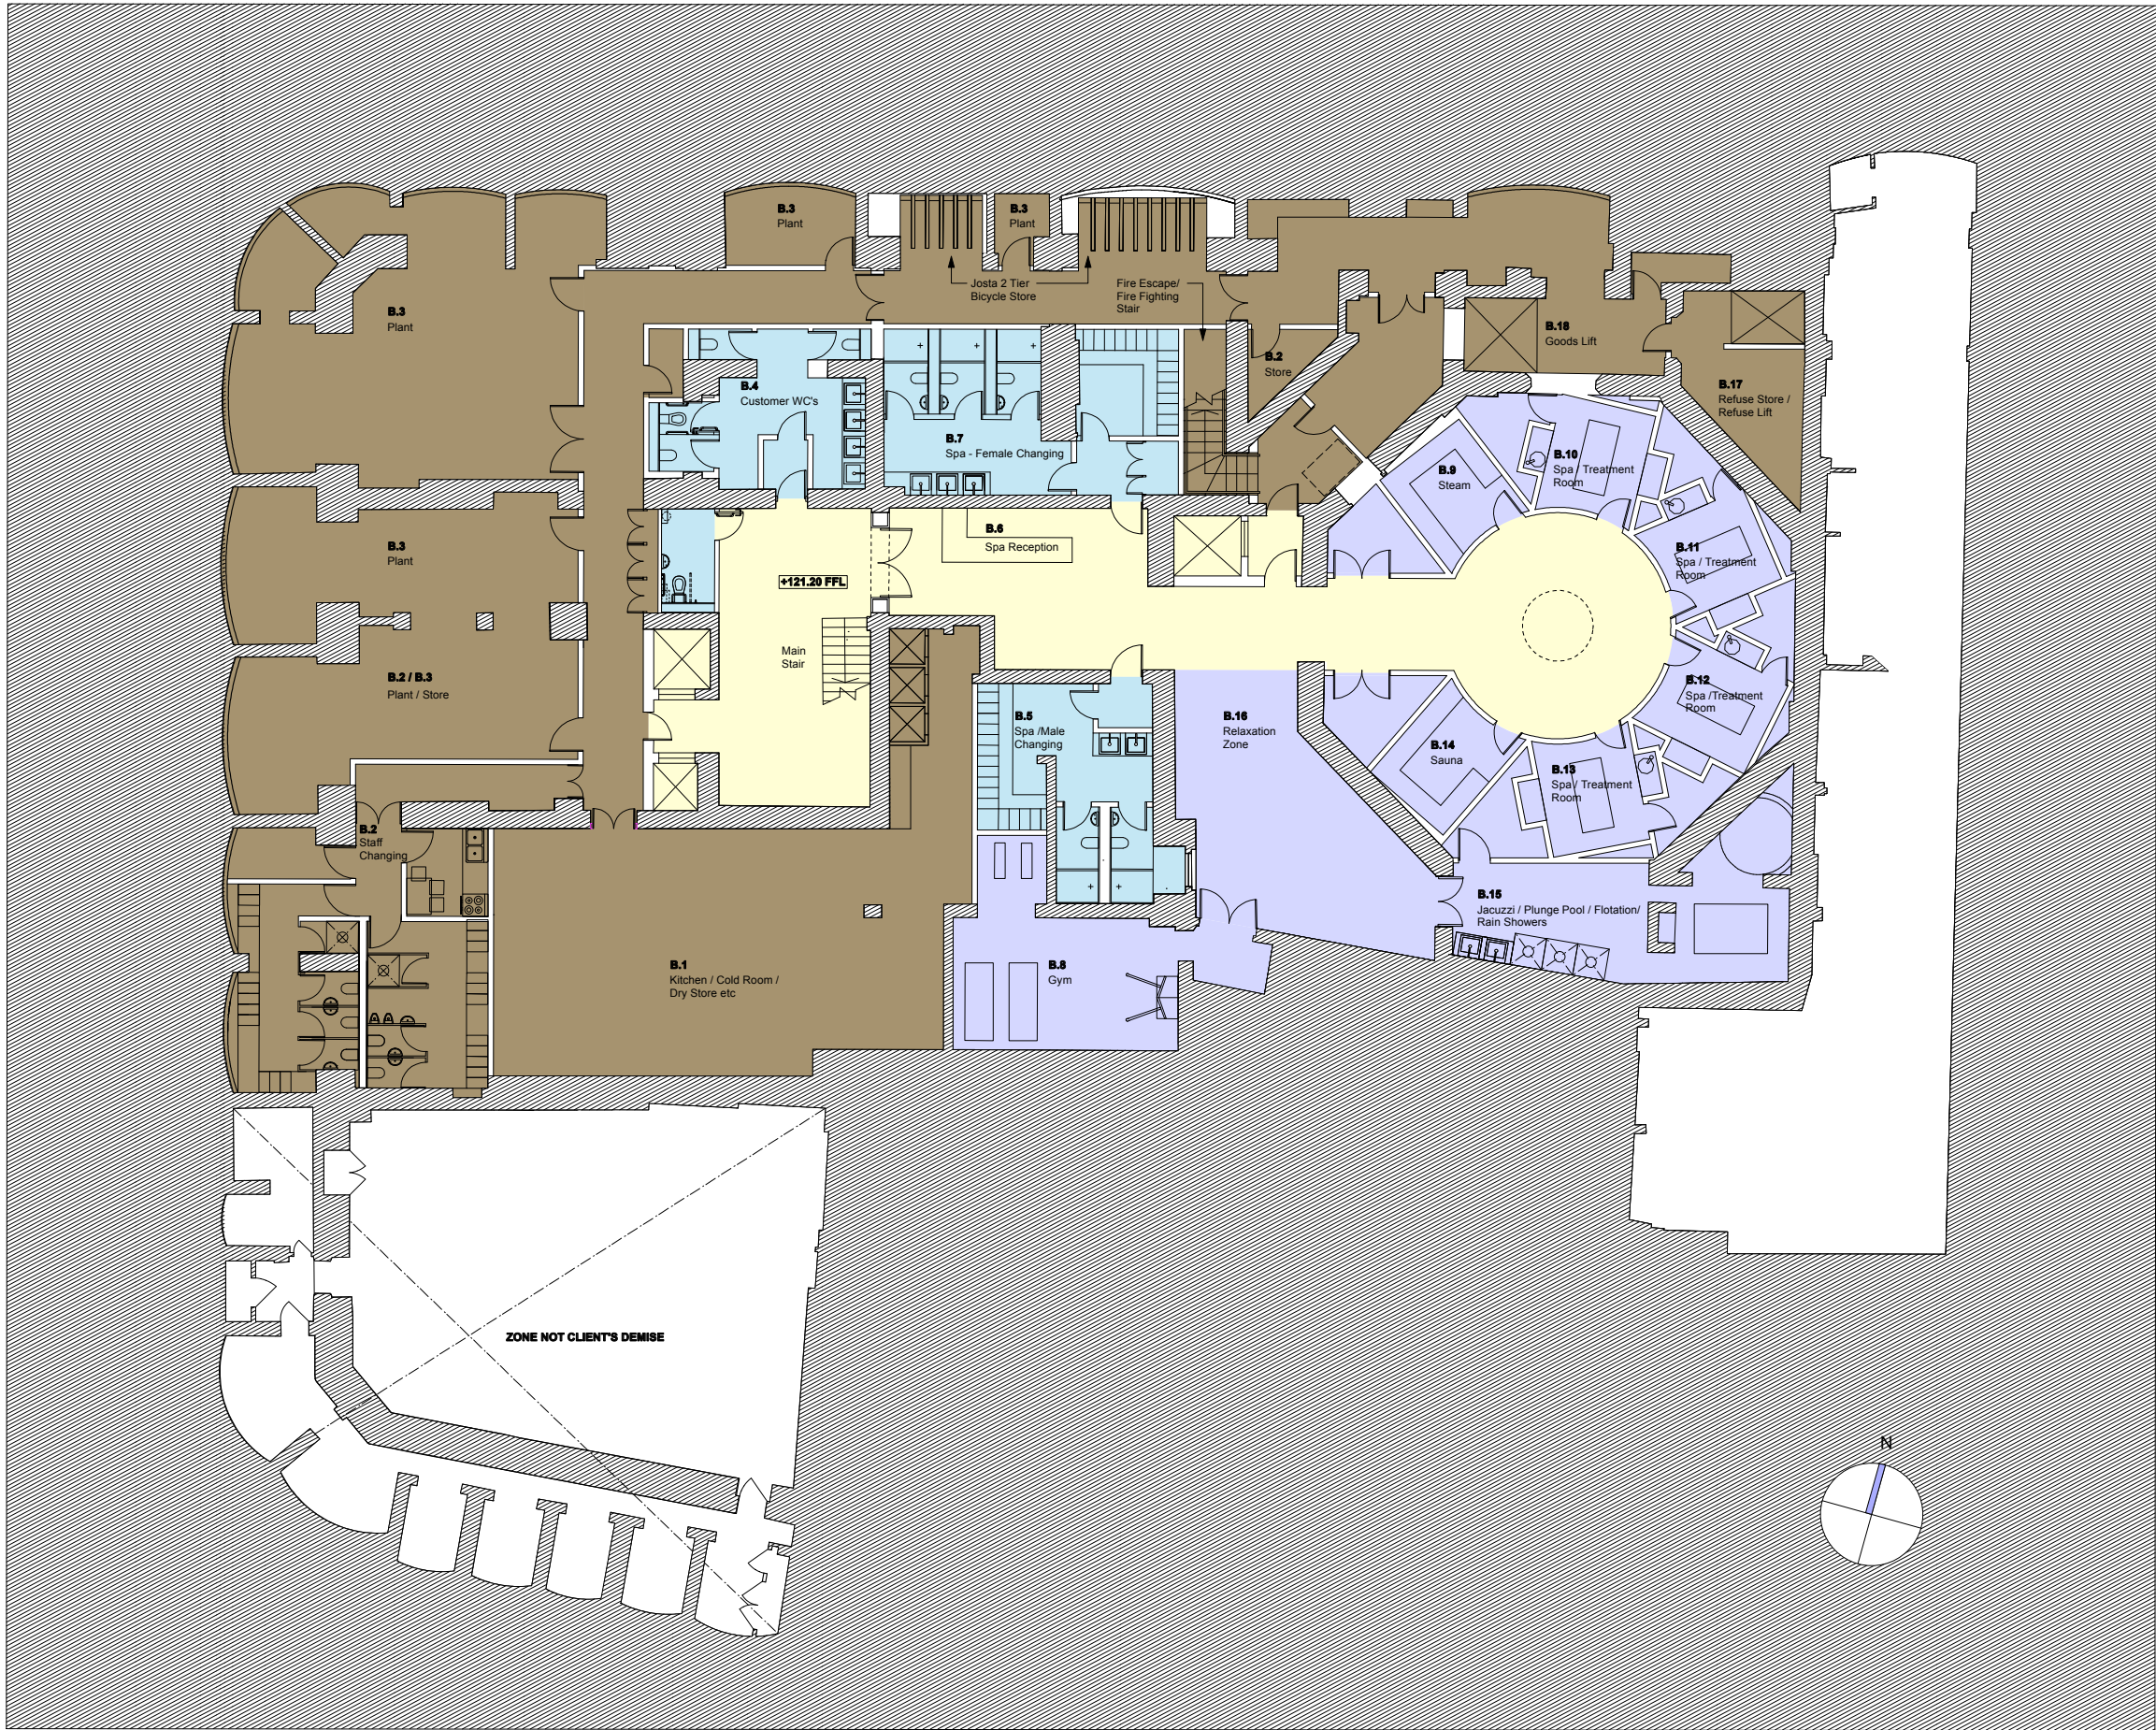 B.3
Plant
B.3
Plant
Josta 2 Tier
Bicycle Store
Fire Escape/
Fire Fighting
Stair
B.3
Plant
B.18
Goods Lift
B.2
Store
B.4
Customer WC's
B.17
Refuse Store /
Refuse Lift
B.7
Spa - Female Changing
B.9
Steam
B.10
Spa / Treatment
Room
B.6
Spa Reception
B.3
Plant
B.11
Spa / Treatment
Room
+121.20 FFL
Main
Stair
B.2 / B.3
Plant / Store
B.12
Spa /Treatment
Room
B.5
Spa /Male
Changing
B.16
Relaxation
Zone
B.14
Sauna
B.13
Spa / Treatment
Room
B.2
Staff
Changing
B.15
Jacuzzi / Plunge Pool / Flotation/
Rain Showers
B.1
Kitchen / Cold Room /
Dry Store etc
B.8
Gym
ZONE NOT CLIENT'S DEMISE
N